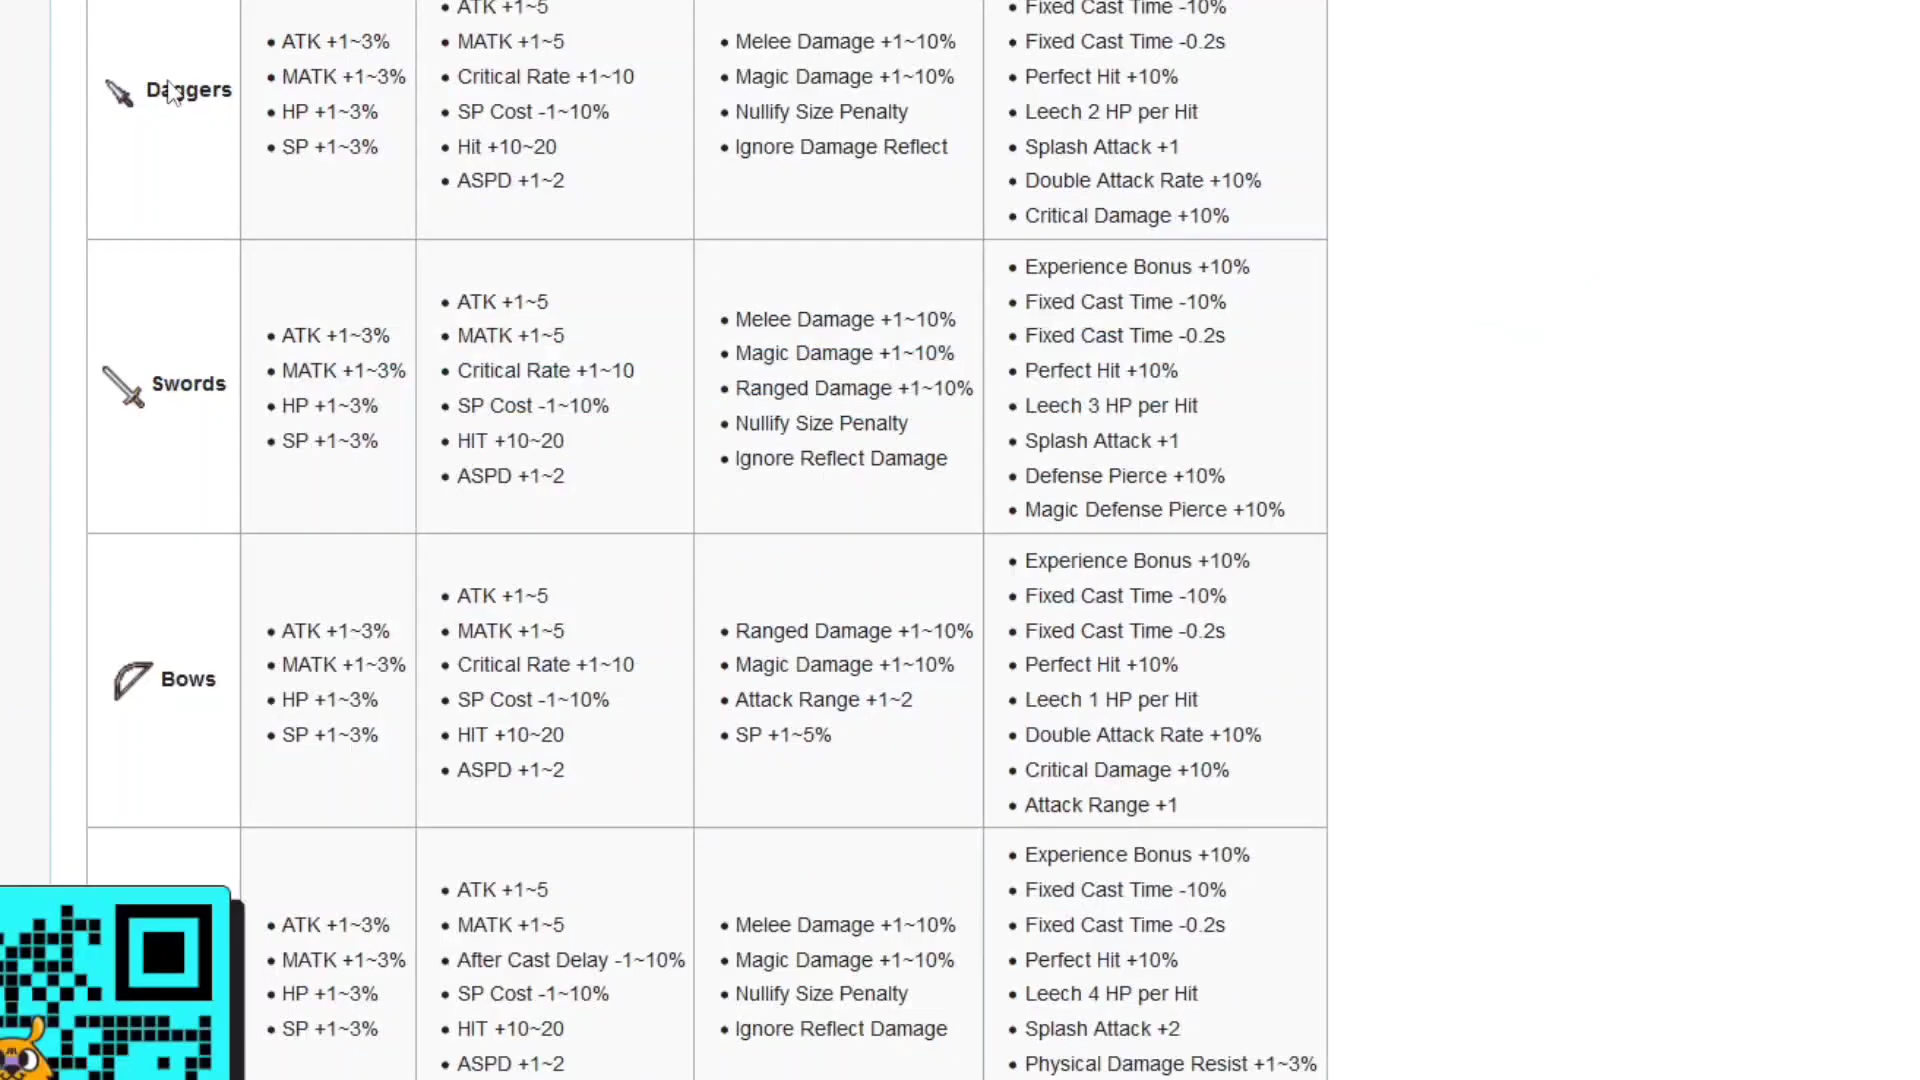 Daggers
• ATK +1~3%
• MATK +1~3%
• HP +1~3%
• SP +1~3%
• ATK +1~5
• MATK +1~5
• Critical Rate +1~10
• SP Cost -1~10%
• Hit +10~20
• ASPD +1~2
• Melee Damage +1~10%
• Magic Damage +1~10%
• Nullify Size Penalty
• Ignore Damage Reflect
• Fixed Cast Time -10%
• Fixed Cast Time -0.2s
• Perfect Hit +10%
• Leech 2 HP per Hit
• Splash Attack +1
• Double Attack Rate +10%
• Critical Damage +10%
Swords
• ATK +1~3%
• MATK +1~3%
• HP +1~3%
• SP +1~3%
• ATK +1~5
• MATK +1~5
• Critical Rate +1~10
• SP Cost -1~10%
• HIT +10~20
• ASPD +1~2
• Melee Damage +1~10%
• Magic Damage +1~10%
• Ranged Damage +1~10%
• Nullify Size Penalty
• Ignore Reflect Damage
• Experience Bonus +10%
• Fixed Cast Time -10%
• Fixed Cast Time -0.2s
• Perfect Hit +10%
• Leech 3 HP per Hit
• Splash Attack +1
• Defense Pierce +10%
• Magic Defense Pierce +10%
Bows
• ATK +1~3%
• MATK +1~3%
• HP +1~3%
• SP +1~3%
• ATK +1~5
• MATK +1~5
• Critical Rate +1~10
• SP Cost -1~10%
• HIT +10~20
• ASPD +1~2
• Ranged Damage +1~10%
• Magic Damage +1~10%
• Attack Range +1~2
• SP +1~5%
• Experience Bonus +10%
• Fixed Cast Time -10%
• Fixed Cast Time -0.2s
• Perfect Hit +10%
• Leech 1 HP per Hit
• Double Attack Rate +10%
• Critical Damage +10%
• Attack Range +1
• ATK +1~3%
• MATK +1~3%
• HP +1~3%
• SP +1~3%
• ATK +1~5
• MATK +1~5
• After Cast Delay -1~10%
• SP Cost -1~10%
• HIT +10~20
• ASPD +1~2
• Melee Damage +1~10%
• Magic Damage +1~10%
• Nullify Size Penalty
• Ignore Reflect Damage
• Experience Bonus +10%
• Fixed Cast Time -10%
• Fixed Cast Time -0.2s
• Perfect Hit +10%
• Leech 4 HP per Hit
• Splash Attack +2
• Physical Damage Resist +1~3%